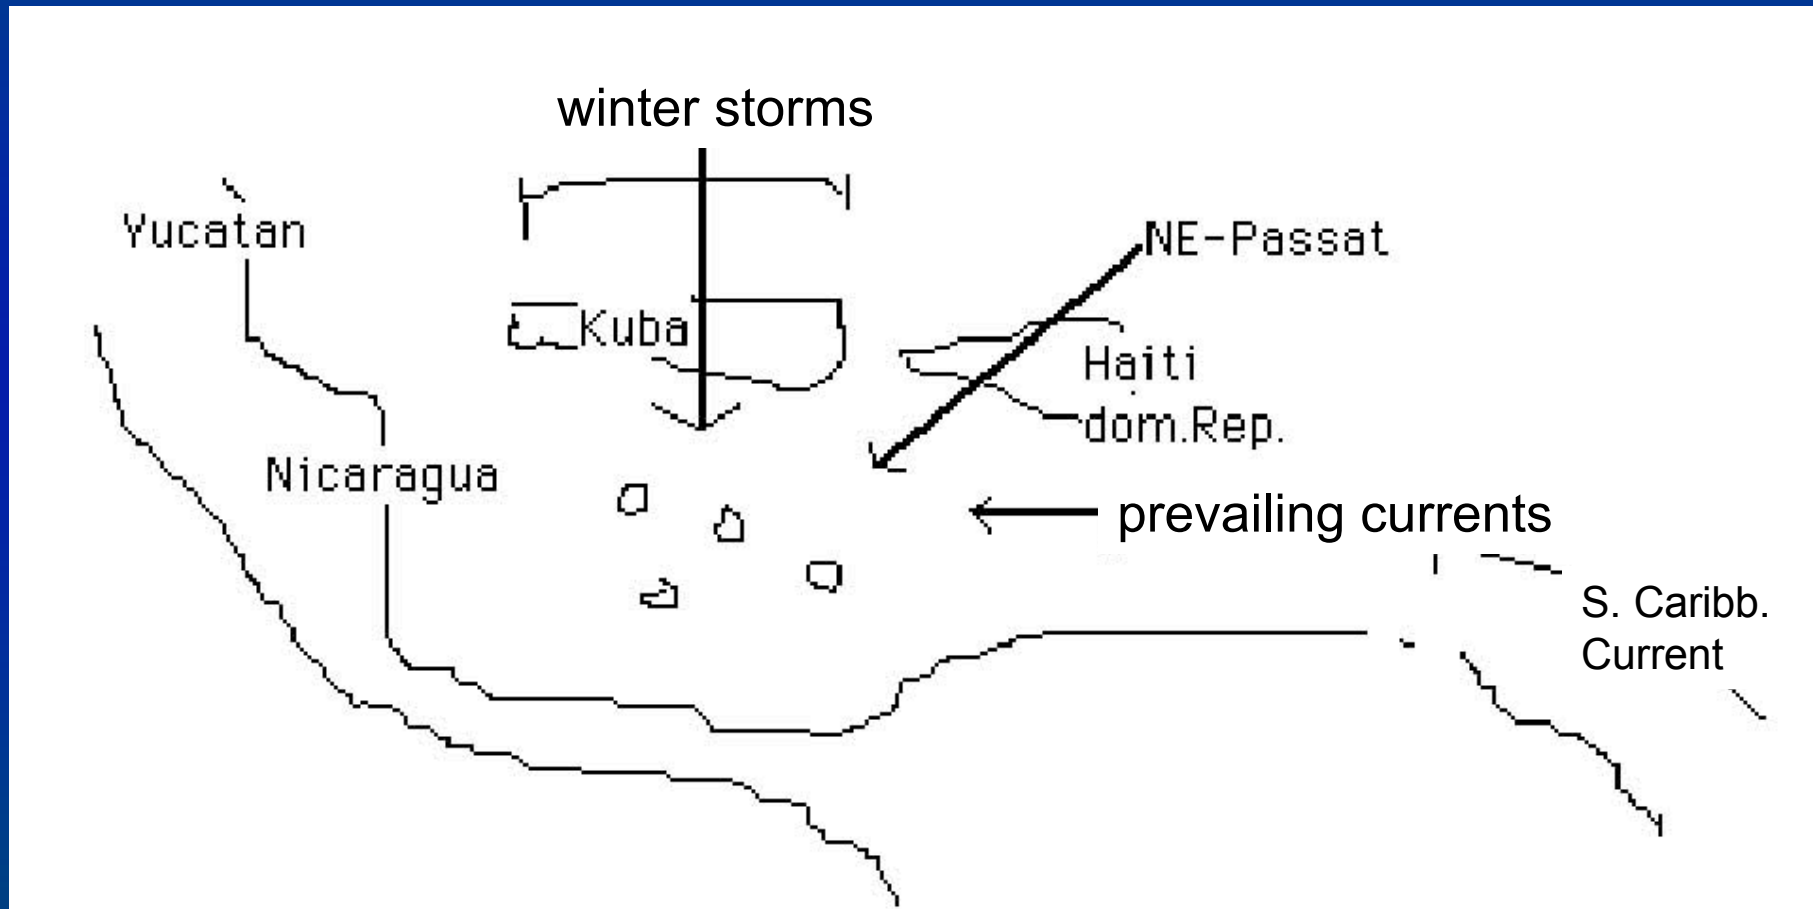 winter storms
Yucatan
NE-Passat
Kuba
Haiti
dom.Rep.
Nicaragua
prevailing currents
S. Caribb.
Current